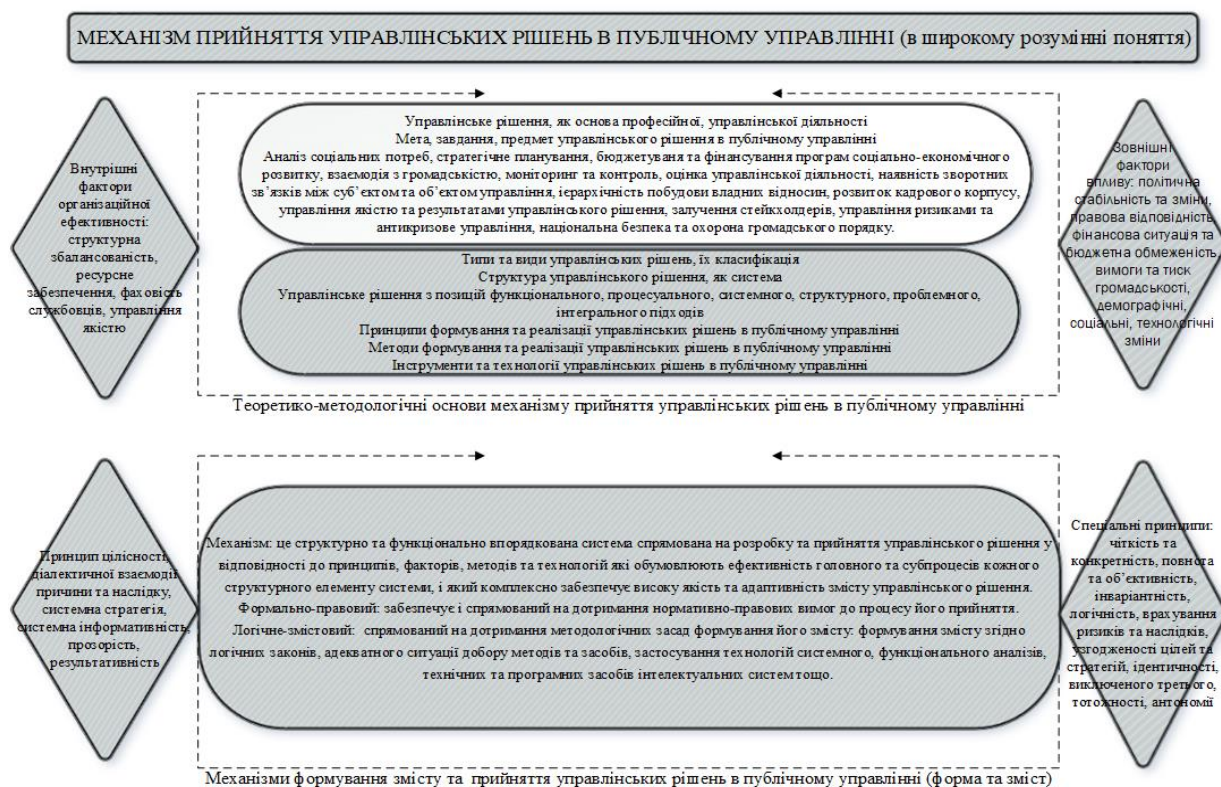 МЕХАНІЗМ ПРИЙНЯТТЯ УПРАВЛІНСЬКИХ РІШЕНЬ В ПУБЛІЧНОМУ УПРАВЛІННІ (в широкому розумінні поняття)
Внутрішні
фактори
організаційної
ефективності:
структурна
збалансованість,
ресурсне
забезпечення, фаховість
службовців, управління
якістю
Управлінське рішення, як основа професійної, управлінської діяльності
Мета, завдання, предмет управлінського рішення в публічному управлінні
Аналіз соціальних потреб, стратегічне планування, бюджетуваня та фінансування програм соціально-економічного
розвитку, взаємодія з громадськістю, моніторинг та контроль, оцінка управлінської діяльності, наявність зворотних
зв’язків між суб’єктом та об’єктом управління, ієрархічність побудови владних відносин, розвиток кадрового корпусу,
управління якістю та результатами управлінського рішення, залучення стейкхолдерів, управління ризиками та
антикризове управління, національна безпека та охорона громадського порядку.
Типи та види управлінських рішень, їх класифікація
Структура управлінського рішення, як система
Управлінське рішення з позицій функціонального, процесуального, системного, структурного, проблемного,
інтегрального підходів
Принципи формування та реалізації управлінських рішень в публічному управлінні
Методи формування та реалізації управлінських рішень в публічному управлінні
Інструменти та технології управлінських рішень в публічному управлінні
Зовнішні
фактори
впливу: політична
стабільність та зміни,
правова відповідність
фінансова ситуація та
бюджетна обмеженість,
вимоги та тиск
громадськості,
демографічні,
соціальні, технологічні
зміни
Теоретико-методологічні основи механізму прийняття управлінських рішень в публічному управлінні
Принцип цілісності,
діалектичної взаємодії
причини та наслідку,
системна стратегія,
системна інформативність,
прозорість,
результативність
Механізм: це структурно та функціонально впорядкована система спрямована на розробку та прийняття управлінського рішення у
відповідності до принципів, факторів, методів та технологій які обумовлюють ефективність головного та субпроцесів кожного
структурного елементу системи, і який комплексно забезпечує високу якість та адаптивність змісту управлінського рішення.
Формально-правовий: забезпечує і спрямований на дотримання нормативно-правових вимог до процесу його прийняття.
Логічне-змістовий: спрямований на дотримання методологічних засад формування його змісту: формування змісту згідно
логічних законів, адекватного ситуації добору методів та засобів, застосування технологій системного, функціонального аналізів,
технічних та програмних засобів інтелектуальних систем тощо.
Спеціальні принципи:
чіткість та
конкретність, повнота
та об’єктивність,
інваріантність,
логічність, врахування
ризиків та наслідків,
узгодженості цілей та
стратегій, ідентичності,
виключеного третього,
тотожності, антономії
Механізми формування змісту та прийняття управлінських рішень в публічному управлінні (форма та зміст)